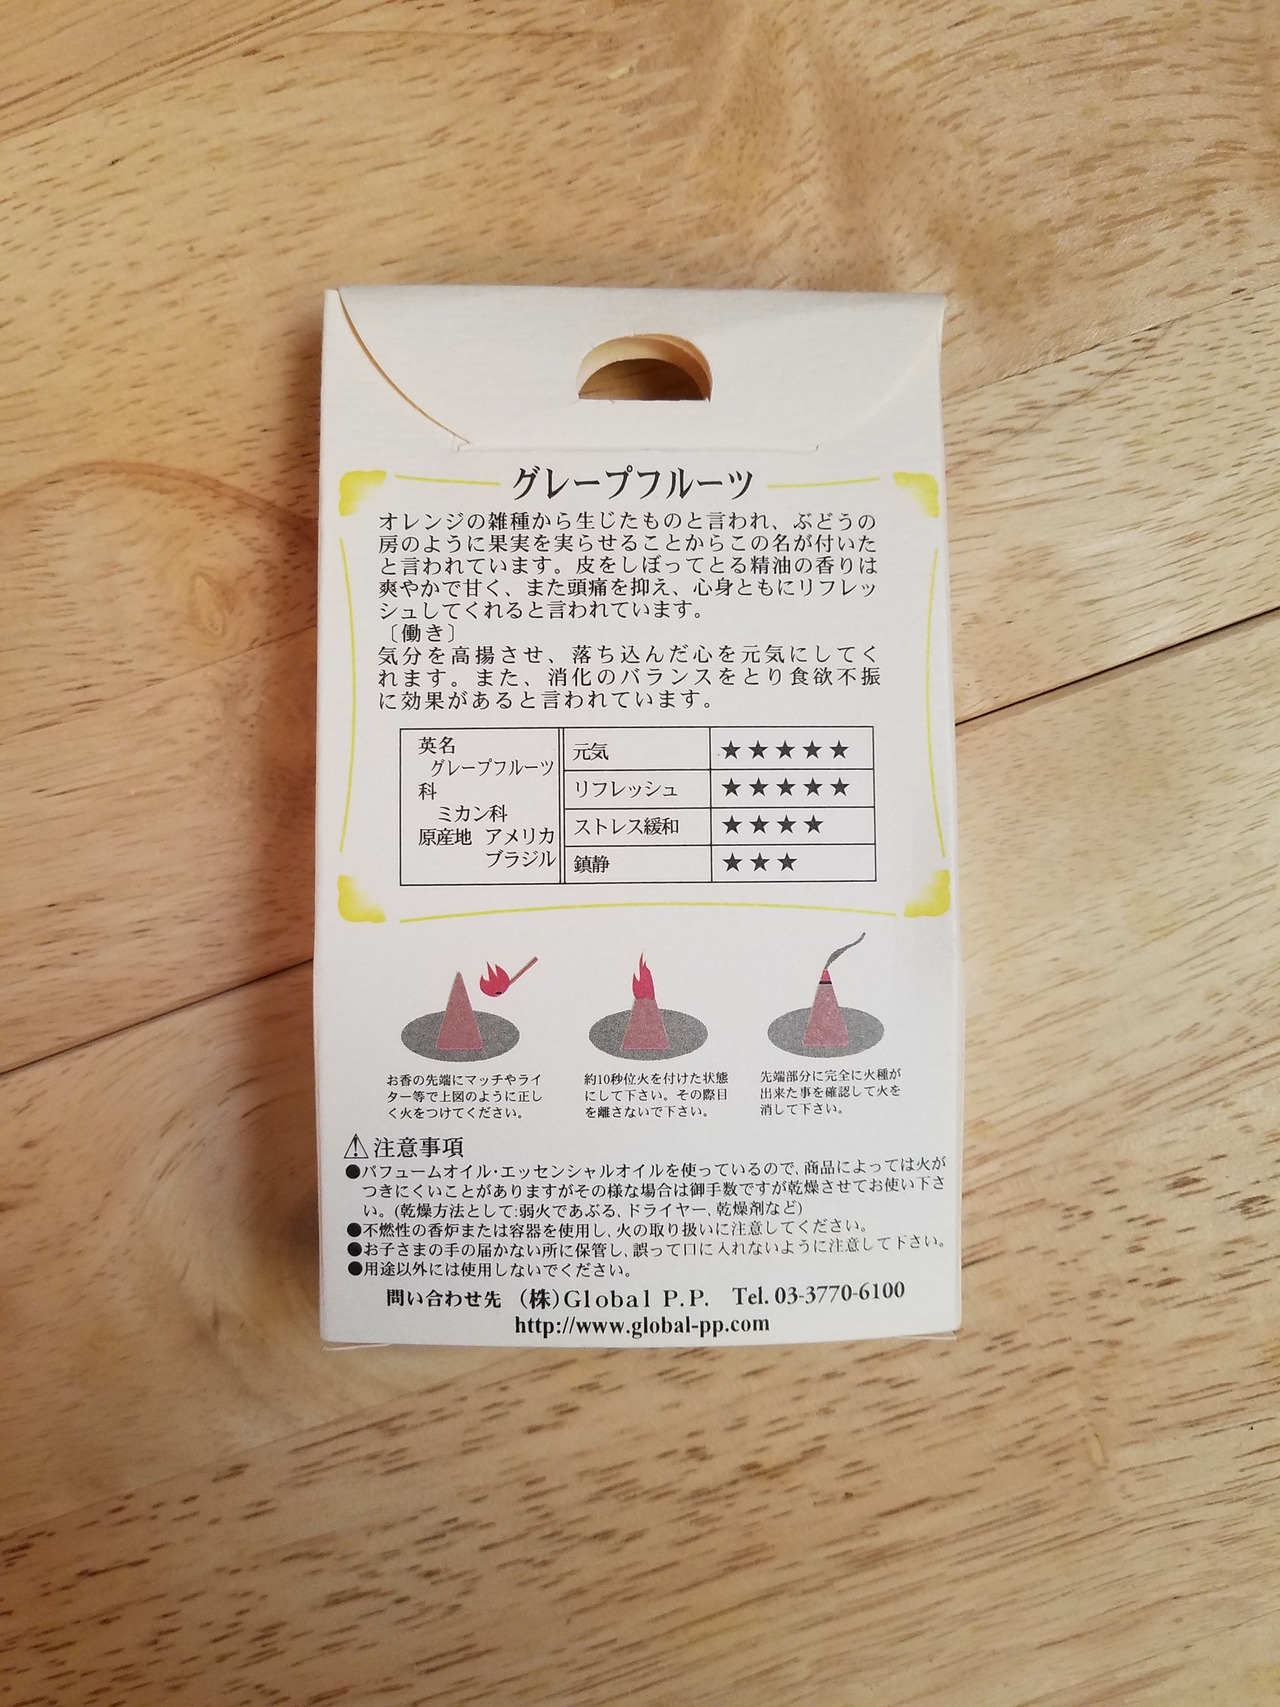 グレープフルーツ
オレンジの雑種から生じたものと言われ、ぶどうの
房のように果実を実らせることからこの名が付いた
と言われています。皮をしぼってとる精油の香りは
爽やかで甘く、また頭痛を抑え、心身ともにリフレッ
シュしてくれると言われています。
〔働き〕
気分を高揚させ、落ち込んだ心を元気にしてく
れます。また、消化のバランスをとり食欲不振
に効果があると言われています。
英名
グレープフルーツ
科
ミカン科
原産地 アメリカ
ブラジル
元気 ★★★★★
リフレッシュ ★★★★★
ストレス緩和 ★★★★
鎮静 ★★★
お香の先端にマッチやライ
ター等で上図のように正し
く火をつけてください。
約10秒位火を付けた状態
にして下さい。その際目
を離さないで下さい。
先端部分に完全に火種が
出来た事を確認して火を
消して下さい。
⚠注意事項
●パフュームオイル・エッセンシャルオイルを使っているので、商品によっては火が
つきにくいことがありますがその様な場合は御手数ですが乾燥させてお使い下さ
い。(乾燥方法として:弱火であぶる、ドライヤー、乾燥剤など)
●不燃性の香炉または容器を使用し、火の取り扱いに注意してください。
●お子さまの手の届かない所に保管し、誤って口に入れないように注意して下さい。
●用途以外には使用しないでください。
問い合わせ先 (株)Global P.P. Tel. 03-3770-6100
http://www.global-pp.com